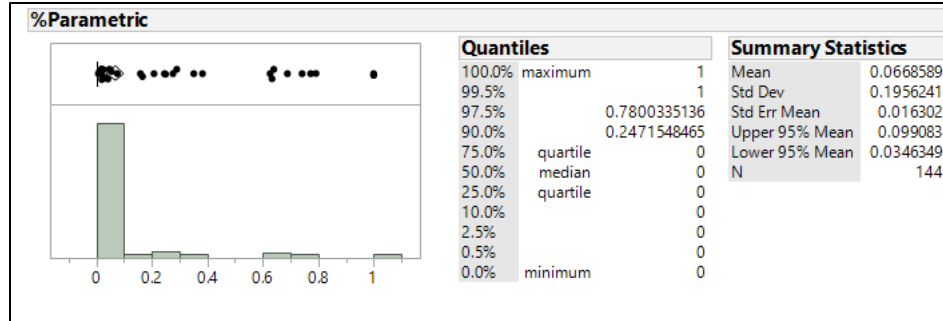 %Parametric
Quantiles
100.0% maximum 1
99.5% 1
97.5% 0.7800335136
90.0% 0.2471548465
75.0% quartile 0
50.0% median 0
25.0% quartile 0
10.0% 0
2.5% 0
0.5% 0
0.0% minimum 0
Summary Statistics
Mean 0.0668589
Std Dev 0.1956241
Std Err Mean 0.016302
Upper 95% Mean 0.099083
Lower 95% Mean 0.0346349
N 144
0 0.2 0.4 0.6 0.8 1